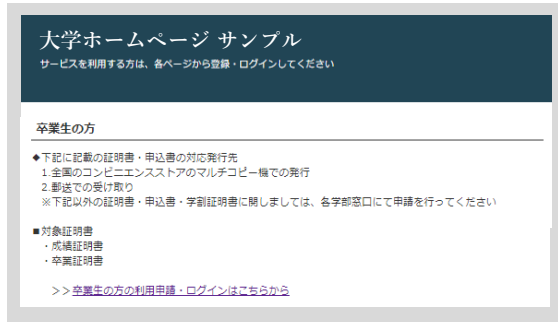 大学ホームページ サンプル
サービスを利用する方は、各ページから登録・ログインしてください
卒業生の方
◆下記に記載の証明書・申込書の対応発行先
1.全国のコンビニエンスストアのマルチコピー機での発行
2.郵送での受け取り
※下記以外の証明書・申込書・学割証明書に関しましては、各学部窓口にて申請を行ってください
■対象証明書
・成績証明書
・卒業証明書
>>卒業生の方の利用申請・ログインはこちらから